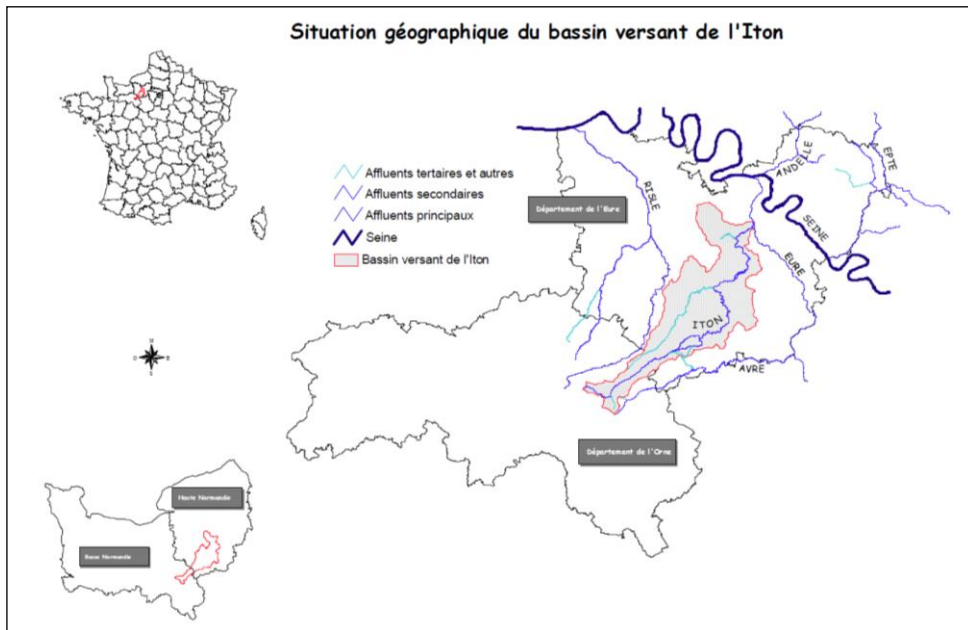 Situation géographique du bassin versant de l'Iton
Affluents tertaires et autres
Affluents secondaires
Affluents principaux
Seine
Bassin versant de l'Iton
Département de l'Eure
RISLE
ANDELLE
EPTE
SEINE
EURE
ITON
AVRE
Département de l'Orne
N
O
E
S
Haute Normandie
Basse Normandie